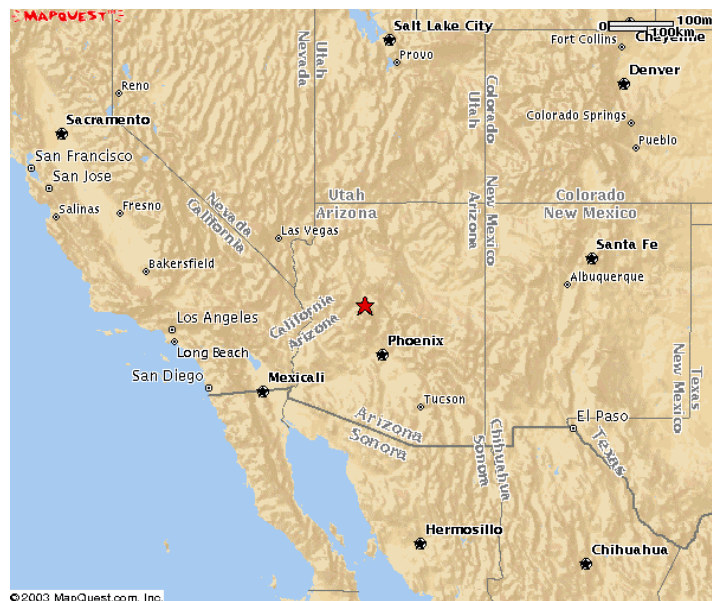 MAPQUEST
Salt Lake City
Provo
0 100m
100km
Fort Collins
Cheyenne
Denver
Utah
Nevada
Reno
Sacramento
Colorado
Utah
Colorado Springs
Pueblo
San Francisco
San Jose
Salinas
Fresno
Nevada
California
Utah
Arizona
New Mexico
Arizona
Colorado
New Mexico
Las Vegas
Santa Fe
Albuquerque
Bakersfield
California
Arizona
Los Angeles
Long Beach
Phoenix
San Diego
Mexicali
Tucson
Texas
New Mexico
Arizona
Sonora
Chihuahua
Sonora
El Paso
Texas
Hermosillo
Chihuahua
© 2003 MapQuest.com, Inc.